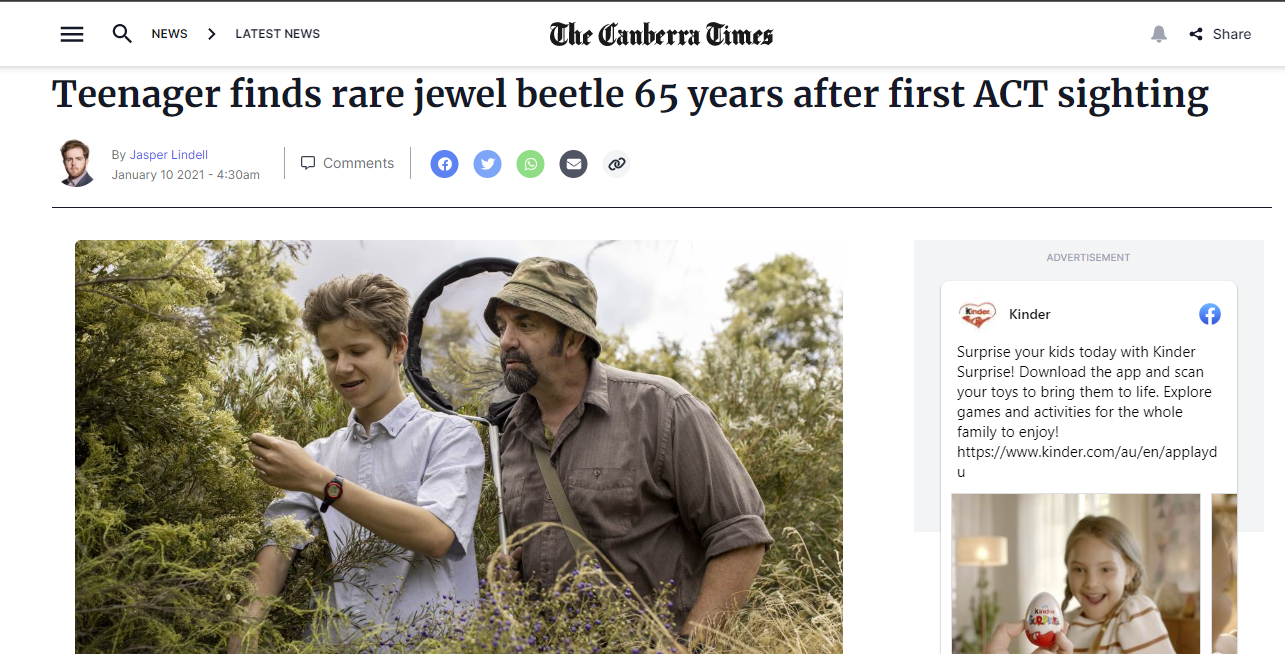 NEWS
LATEST NEWS
The Canberra Times
Share
Teenager finds rare jewel beetle 65 years after first ACT sighting
By Jasper Lindell
January 10 2021 - 4:30am
Comments
ADVERTISEMENT
Kinder
Kinder
Surprise your kids today with Kinder
Surprise! Download the app and scan
your toys to bring them to life. Explore
games and activities for the whole
family to enjoy!
https://www.kinder.com/au/en/applayd
u
Kinder
SURPRISE